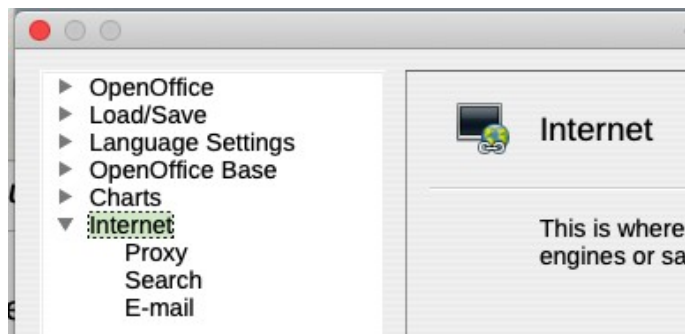 OpenOffice
Load/Save
Language Settings
OpenOffice Base
Charts
Internet
Proxy
Search
E-mail
Internet
This is where
engines or sa